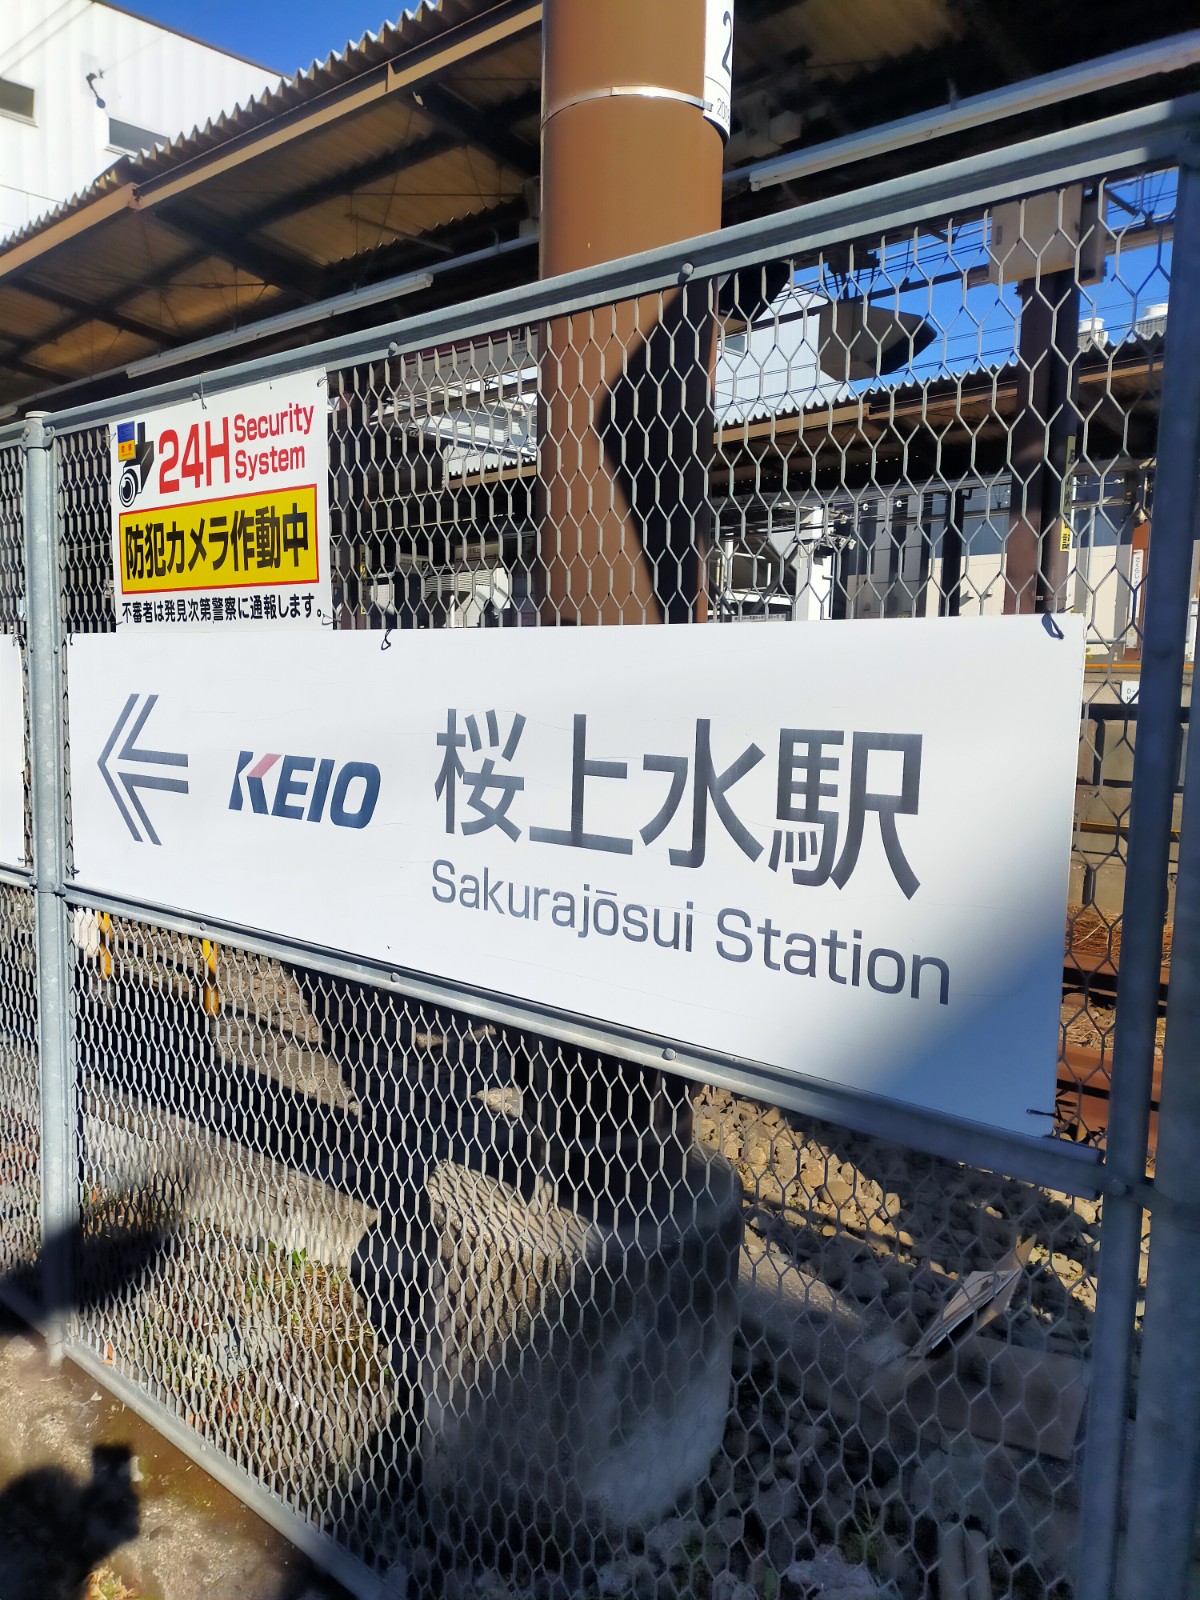 24H Security System
防犯カメラ作動中
不審者は発見次第警察に通報します。
KEIO 桜上水駅
Sakurajōsui Station